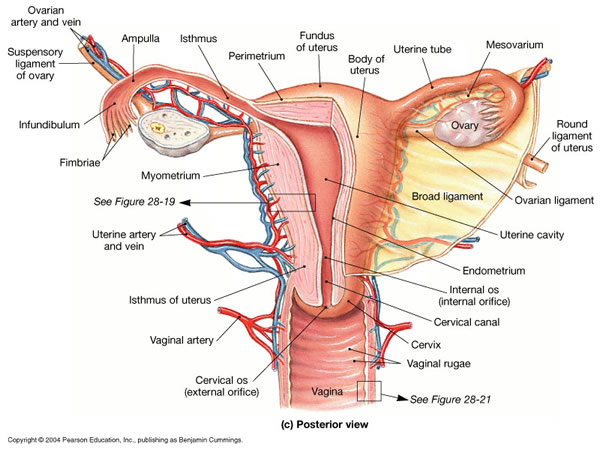 Ovarian
artery and vein
Suspensory
ligament
of ovary
Ampulla
Isthmus
Perimetrium
Fundus
of uterus
Body of
uterus
Uterine tube
Mesovarium
Infundibulum
Fimbriae
Ovary
Round
ligament
of uterus
Myometrium
See Figure 28-19
Broad ligament
Ovarian ligament
Uterine artery
and vein
Uterine cavity
Endometrium
Isthmus of uterus
Internal os
(internal orifice)
Cervical canal
Vaginal artery
Cervix
Vaginal rugae
Cervical os
(external orifice)
Vagina
See Figure 28-21
(c) Posterior view
Copyright © 2004 Pearson Education, Inc., publishing as Benjamin Cummings.